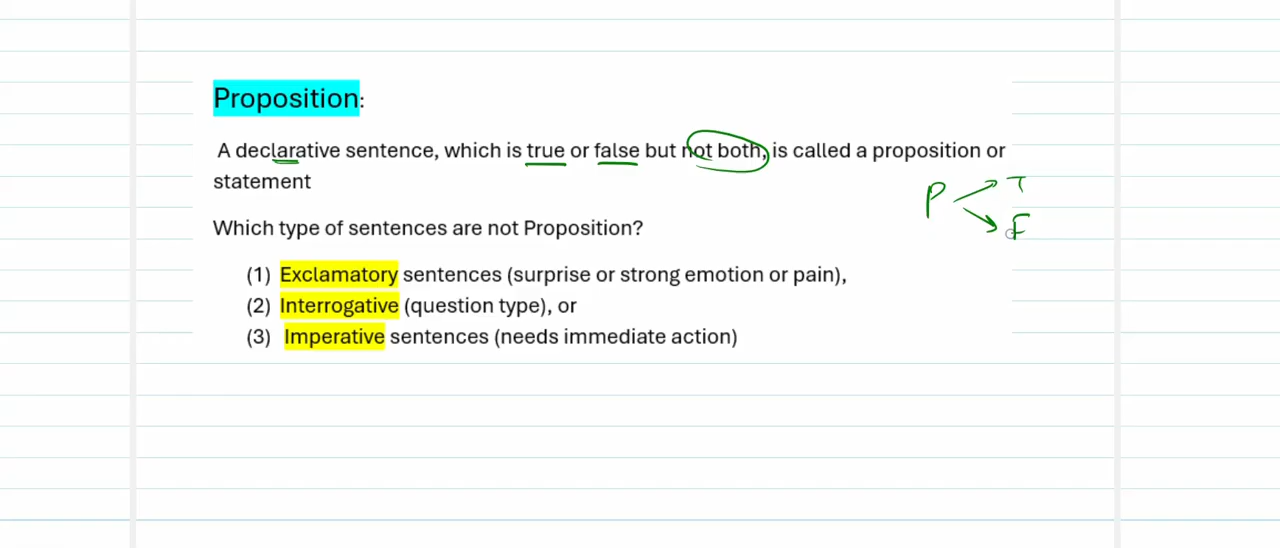 Proposition:
A declarative sentence, which is true or false but not both, is called a proposition or
statement
P T
F
Which type of sentences are not Proposition?
(1) Exclamatory sentences (surprise or strong emotion or pain),
(2) Interrogative (question type), or
(3) Imperative sentences (needs immediate action)